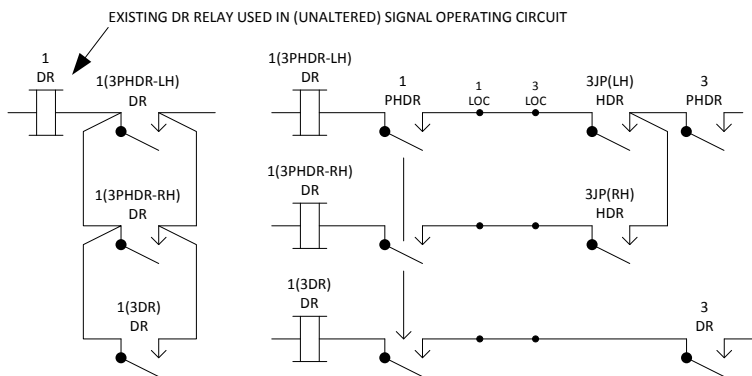 EXISTING DR RELAY USED IN (UNALTERED) SIGNAL OPERATING CIRCUIT
1
DR
1(3PHDR-LH)
DR
1(3PHDR-LH)
DR
1
PHDR
1
LOC
3
LOC
3JP(LH)
HDR
3
PHDR
1(3PHDR-RH)
DR
1(3PHDR-RH)
DR
3JP(RH)
HDR
1(3DR)
DR
1(3DR)
DR
3
DR